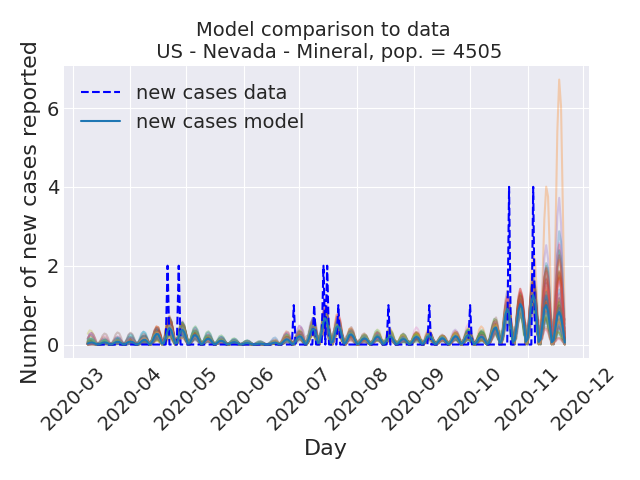 Model comparison to data
US - Nevada - Mineral, pop. = 4505
Number of new cases reported
6
4
2
0
new cases data
new cases model
2020-03
2020-04
2020-05
2020-06
2020-07
2020-08
2020-09
2020-10
2020-11
2020-12
Day